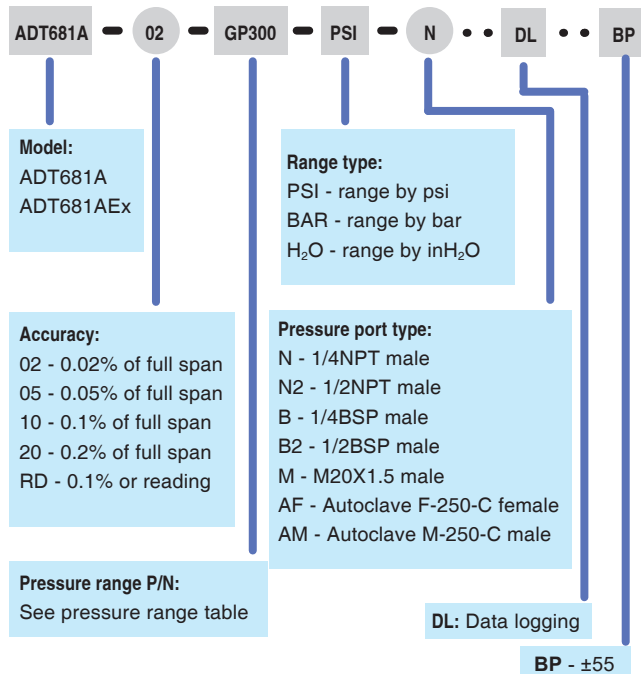 ADT681A – 02 – GP300 – PSI – N · · DL · · BP
Model:
ADT681A
ADT681AEx
Range type:
PSI - range by psi
BAR - range by bar
H₂O - range by inH₂O
Accuracy:
02 - 0.02% of full span
05 - 0.05% of full span
10 - 0.1% of full span
20 - 0.2% of full span
RD - 0.1% or reading
Pressure port type:
N - 1/4NPT male
N2 - 1/2NPT male
B - 1/4BSP male
B2 - 1/2BSP male
M - M20X1.5 male
AF - Autoclave F-250-C female
AM - Autoclave M-250-C male
Pressure range P/N:
See pressure range table
DL: Data logging
BP - ±55